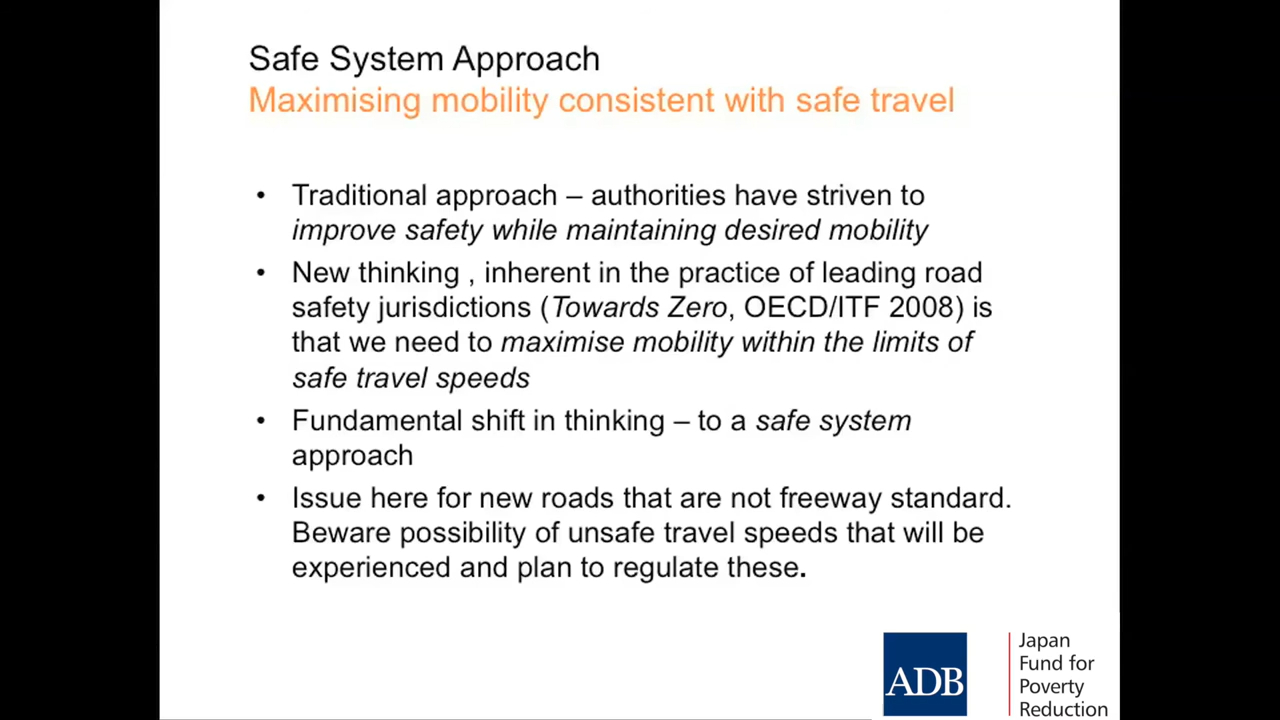 Safe System Approach
Maximising mobility consistent with safe travel
• Traditional approach – authorities have striven to
improve safety while maintaining desired mobility
• New thinking , inherent in the practice of leading road
safety jurisdictions (Towards Zero, OECD/ITF 2008) is
that we need to maximise mobility within the limits of
safe travel speeds
• Fundamental shift in thinking – to a safe system
approach
• Issue here for new roads that are not freeway standard.
Beware possibility of unsafe travel speeds that will be
experienced and plan to regulate these.
ADB
Japan
Fund for
Poverty
Reduction